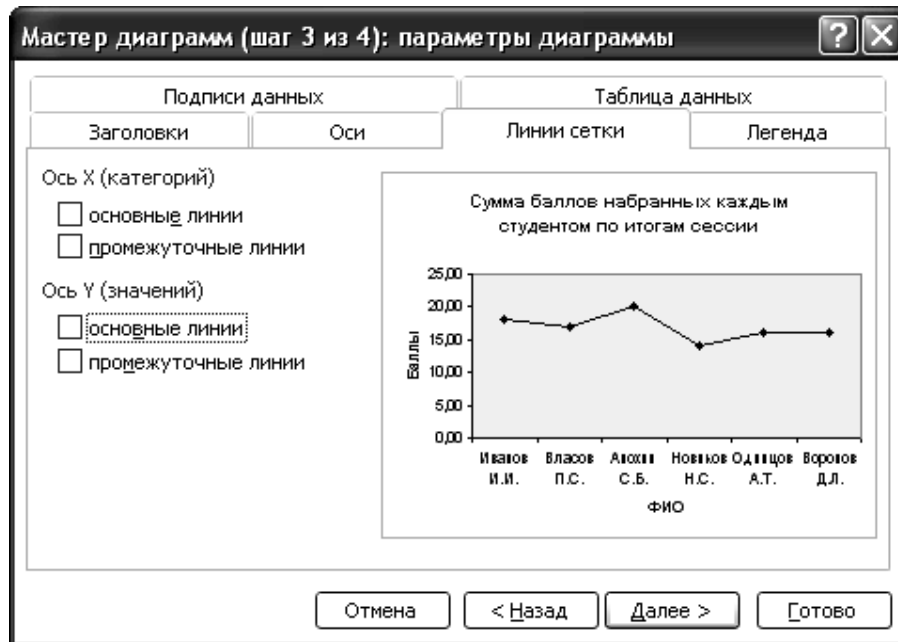 Мастер диаграмм (шаг 3 из 4): параметры диаграммы
Подписи данных
Таблица данных
Заголовки
Оси
Линии сетки
Легенда
Ось X (категорий)
основные линии
промежуточные линии
Ось Y (значений)
основные линии
промежуточные линии
Сумма баллов набранных каждым
студентом по итогам сессии
25,00
20,00
15,00
10,00
5,00
0,00
Баллы
Иванов Власов Анохин Новиков Одинцов Воронов
И.И. П.С. С.Б. Н.С. А.Т. Д.Л.
ФИО
Отмена
< Назад
Далее >
Готово